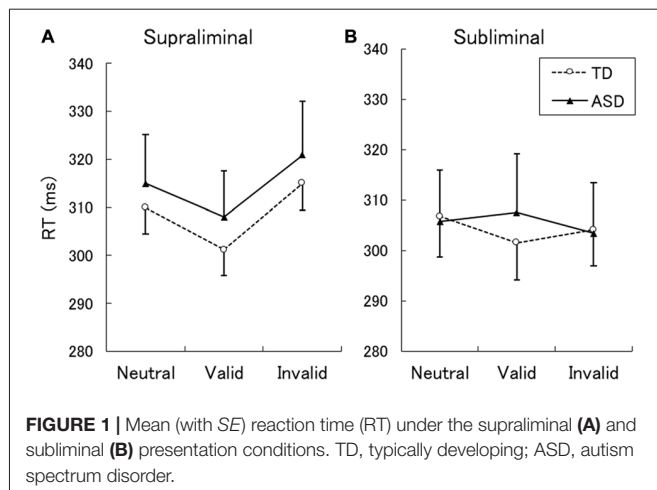 A
Supraliminal
340
330
320
310
300
290
280
RT (ms)
Neutral Valid Invalid
B
Subliminal
340
330
320
310
300
290
280
TD
ASD
Neutral Valid Invalid
FIGURE 1 | Mean (with SE) reaction time (RT) under the supraliminal (A) and
subliminal (B) presentation conditions. TD, typically developing; ASD, autism
spectrum disorder.